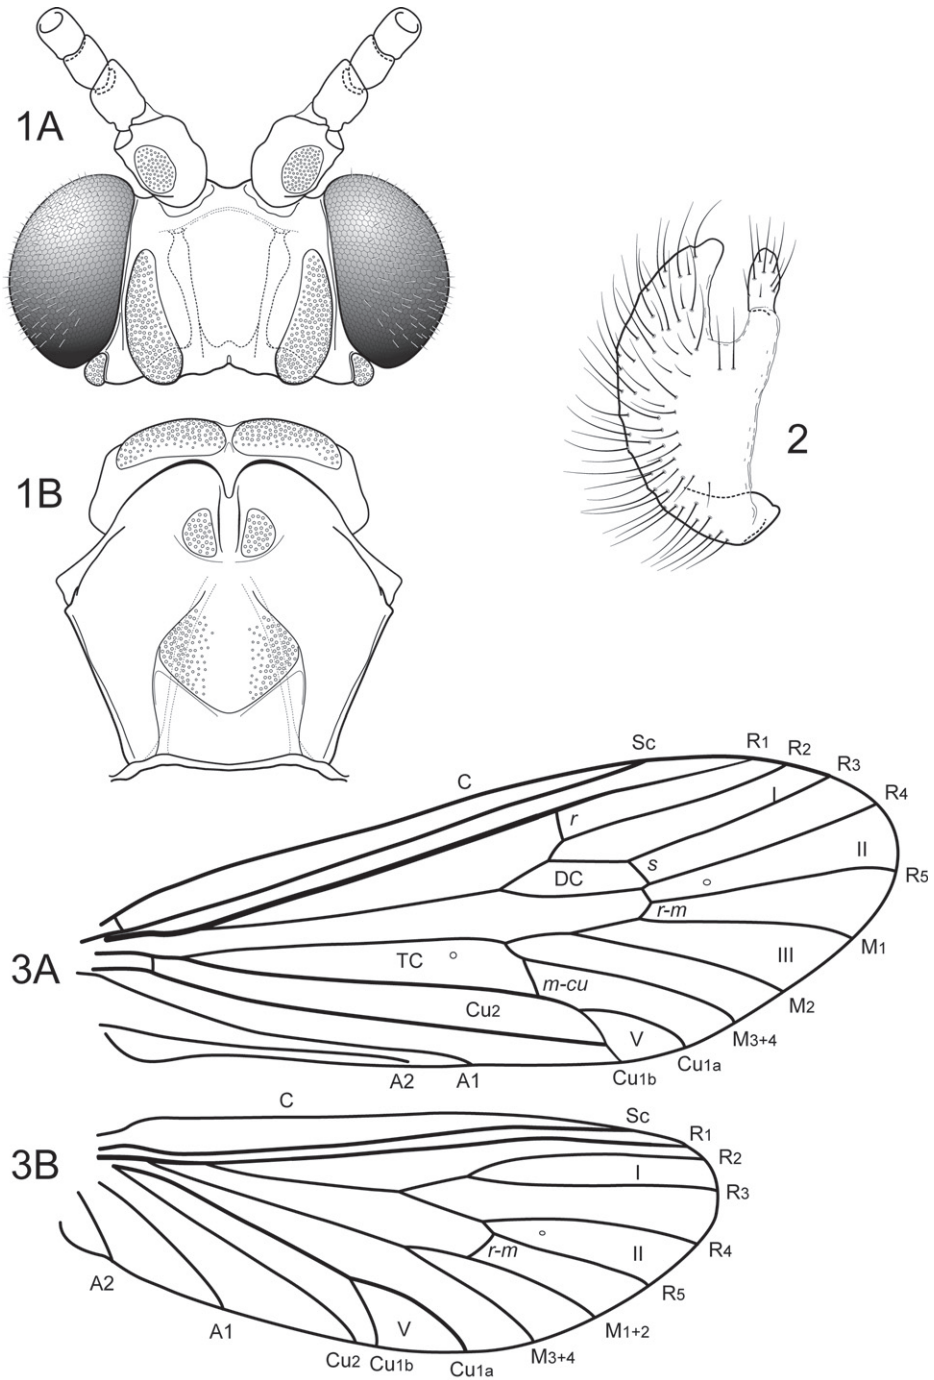 1A
1B
2
3A
C
Sc
R1
R2
R3
R4
R5
I
r
s
DC
II
r-m
M1
III
TC
m-cu
M2
Cu2
V
M3+4
Cu1a
Cu1b
A2
A1
3B
C
Sc
R1
R2
I
R3
r-m
II
R4
R5
A2
A1
V
M1+2
Cu2
Cu1b
Cu1a
M3+4